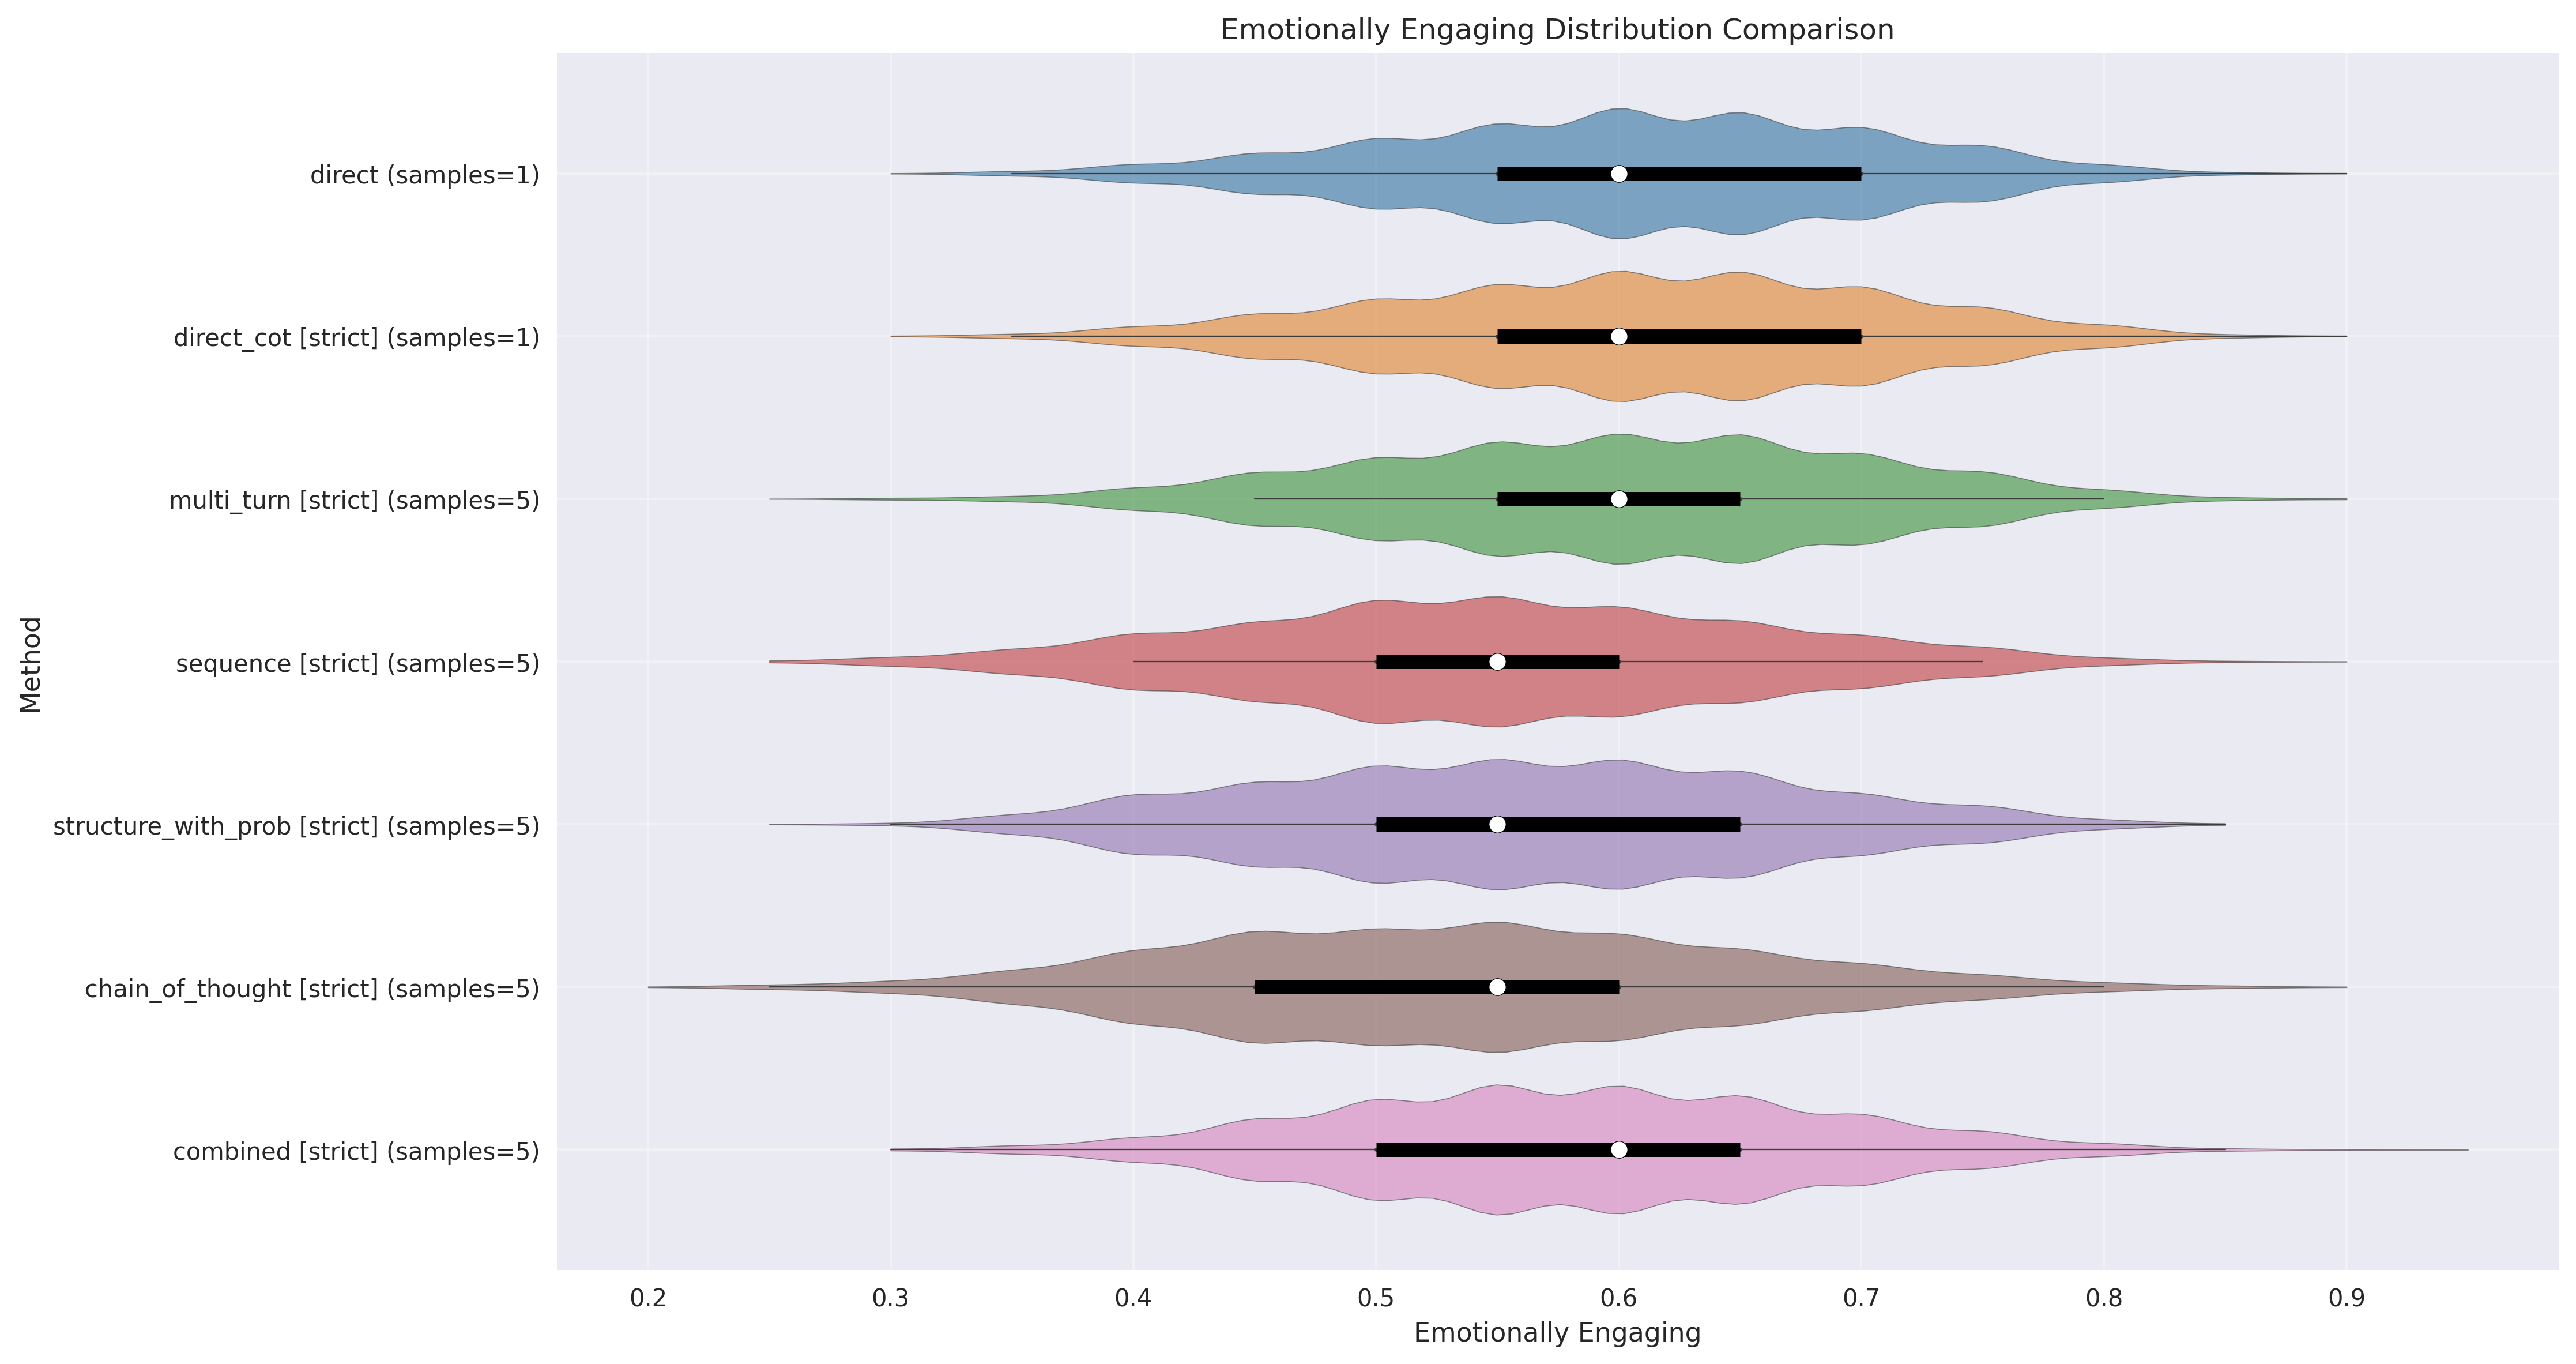 Emotionally Engaging Distribution Comparison
Method
direct (samples=1)
direct_cot [strict] (samples=1)
multi_turn [strict] (samples=5)
sequence [strict] (samples=5)
structure_with_prob [strict] (samples=5)
chain_of_thought [strict] (samples=5)
combined [strict] (samples=5)
0.2 0.3 0.4 0.5 0.6 0.7 0.8 0.9
Emotionally Engaging